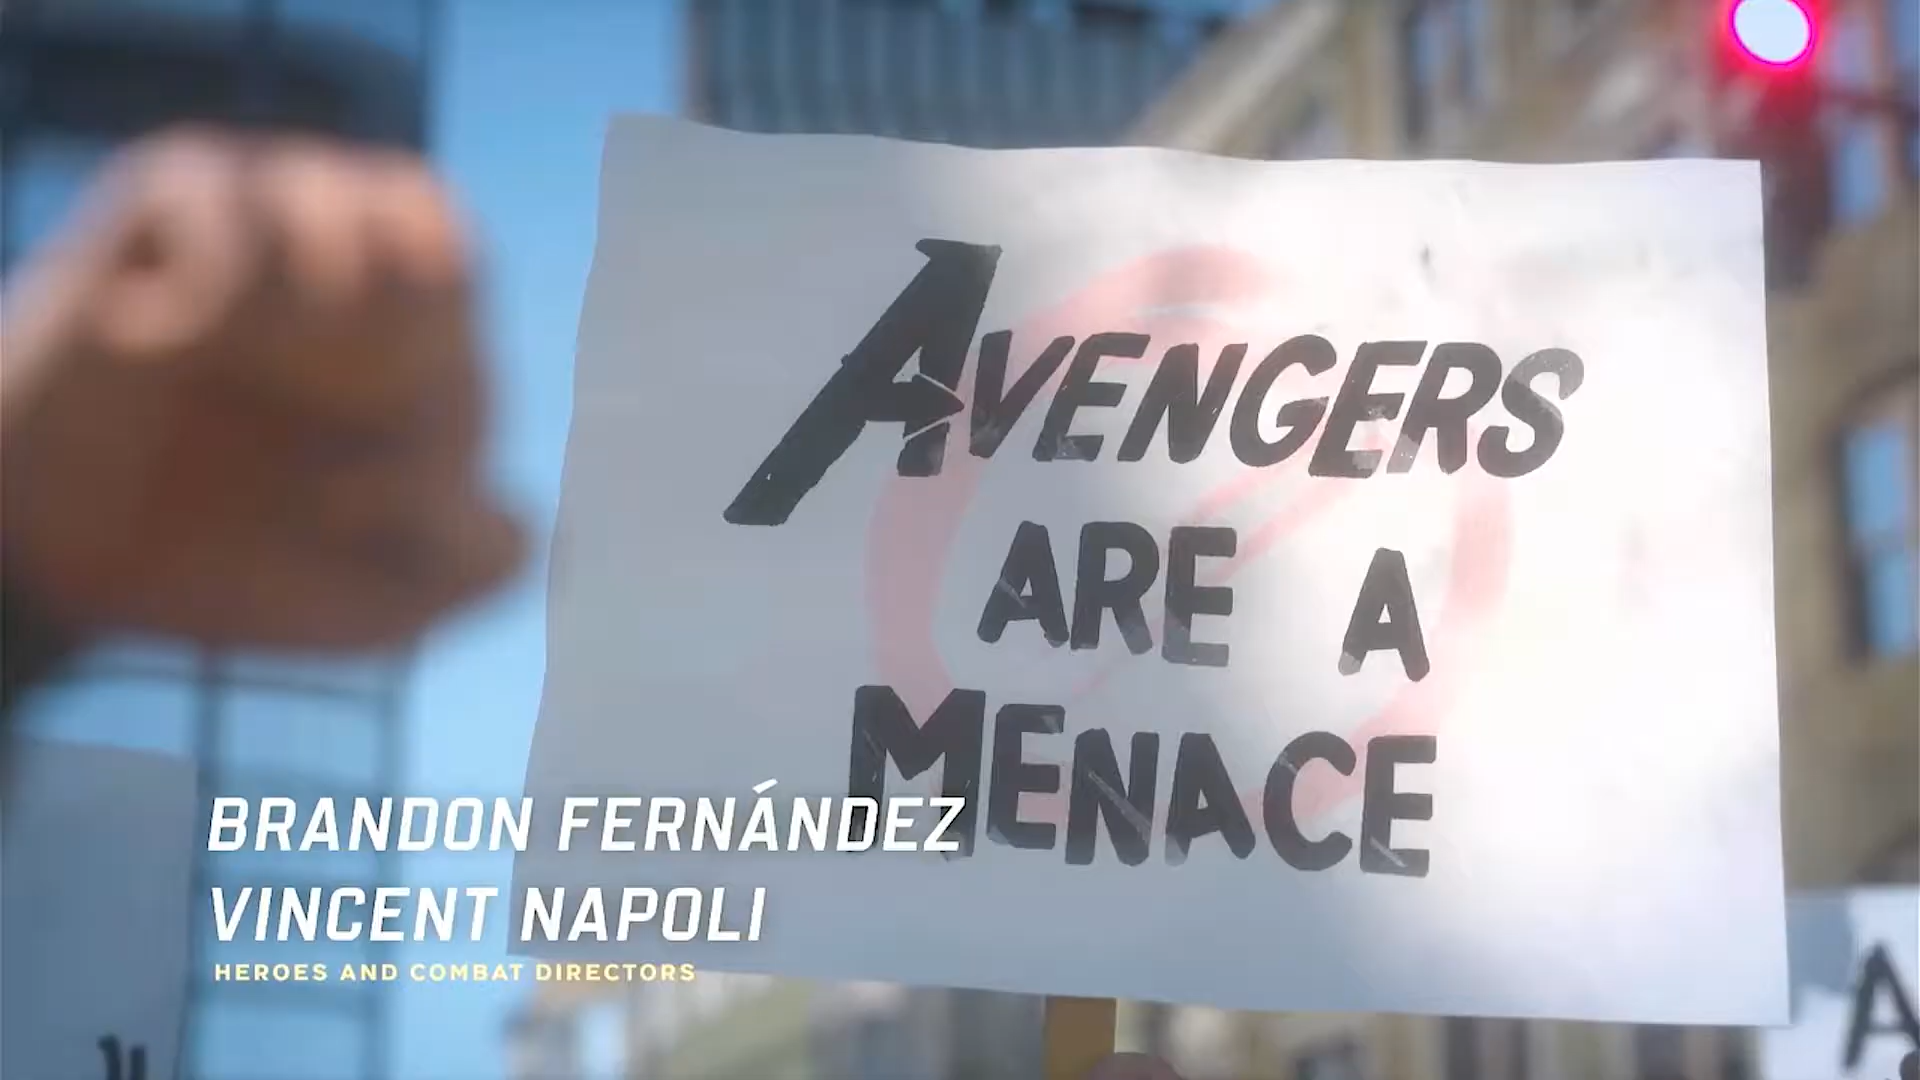 AVENGERS
ARE A
MENACE
BRANDON FERNÁNDEZ
VINCENT NAPOLI
HEROES AND COMBAT DIRECTORS
A